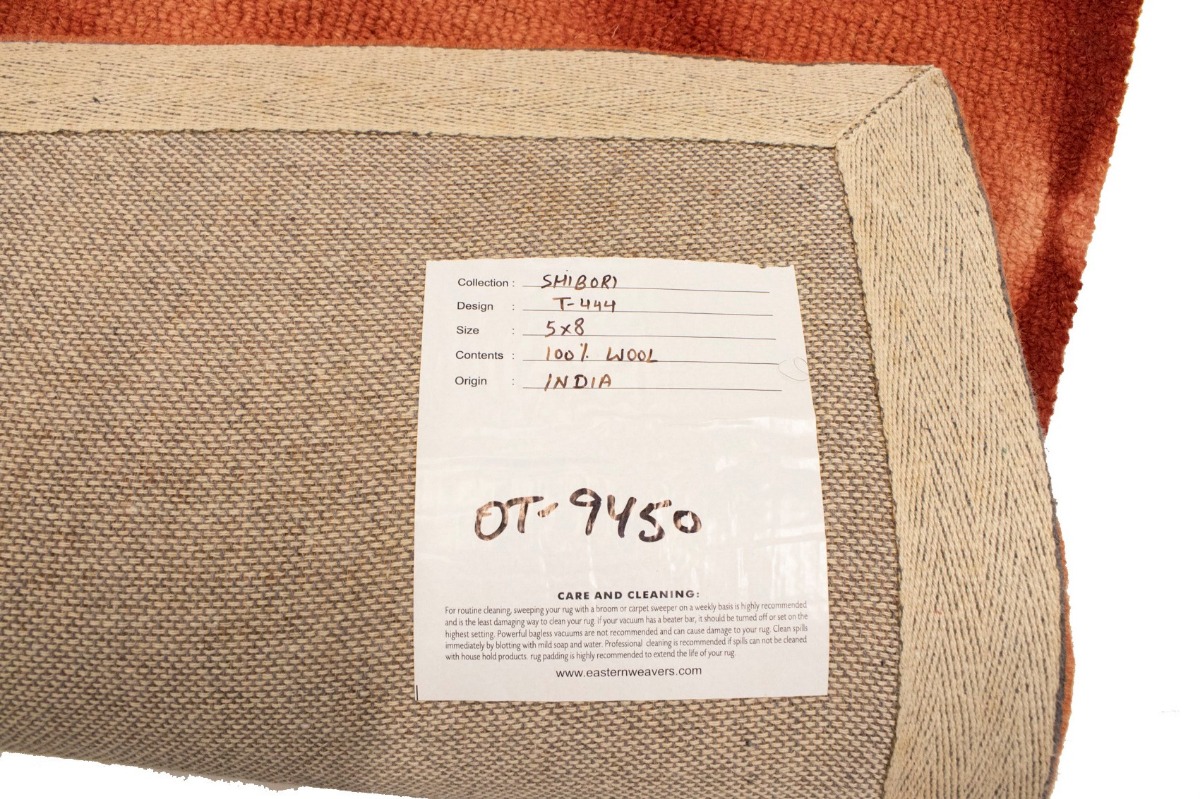 Collection : SHIBORI
Design : T-444
Size : 5x8
Contents : 100% WOOL
Origin : INDIA
OT-9450
CARE AND CLEANING:
For routine cleaning, sweeping your rug with a broom or carpet sweeper on a weekly basis is highly recommended
and is the least damaging way to clean your rug. if your vacuum has a beater bar, it should be turned off or set on the
highest setting. Powerful bagless vacuums are not recommended and can cause damage to your rug. Clean spills
immediately by blotting with mild soap and water. Professional cleaning is recommended if spills can not be cleaned
with house hold products. rug padding is highly recommended to extend the life of your rug.
www.easternweavers.com